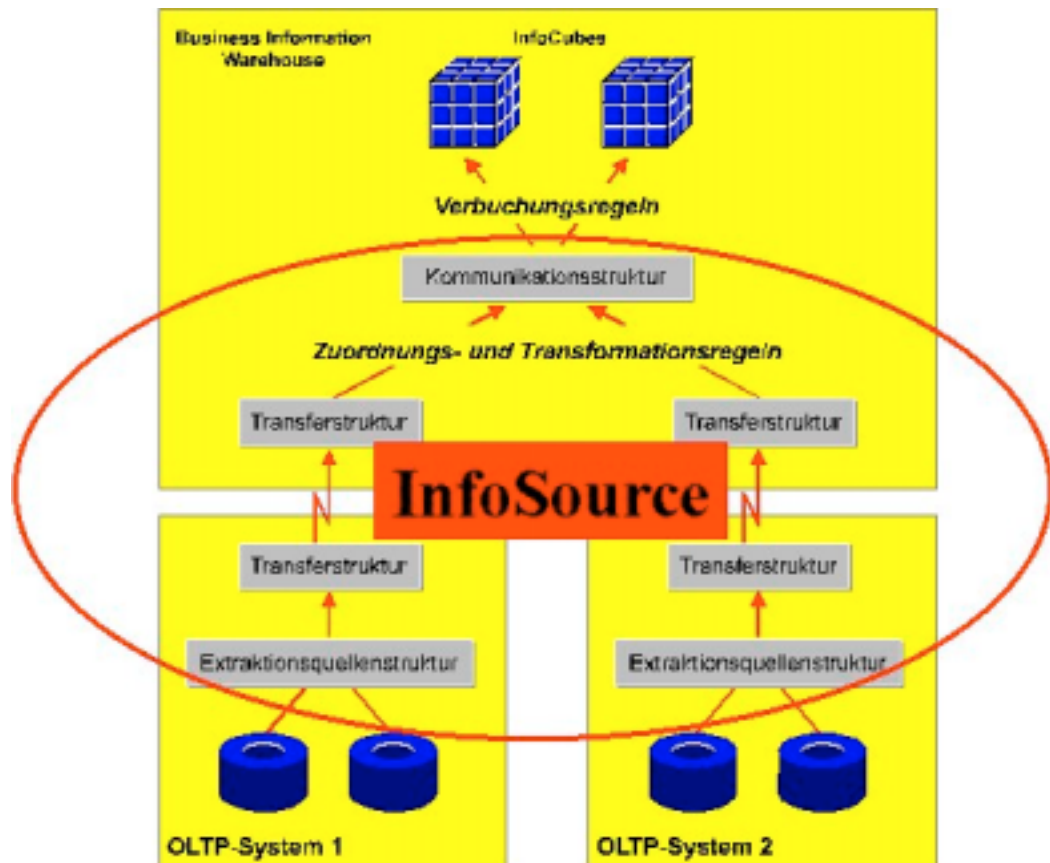 Business Information
Warehouse
InfoCubes
Verbuchungsregeln
Kommunikationsstruktur
Zuordnungs- und Transformationsregeln
Transferstruktur
Transferstruktur
InfoSource
Transferstruktur
Transferstruktur
Extraktionsquellenstruktur
Extraktionsquellenstruktur
OLTP-System 1
OLTP-System 2